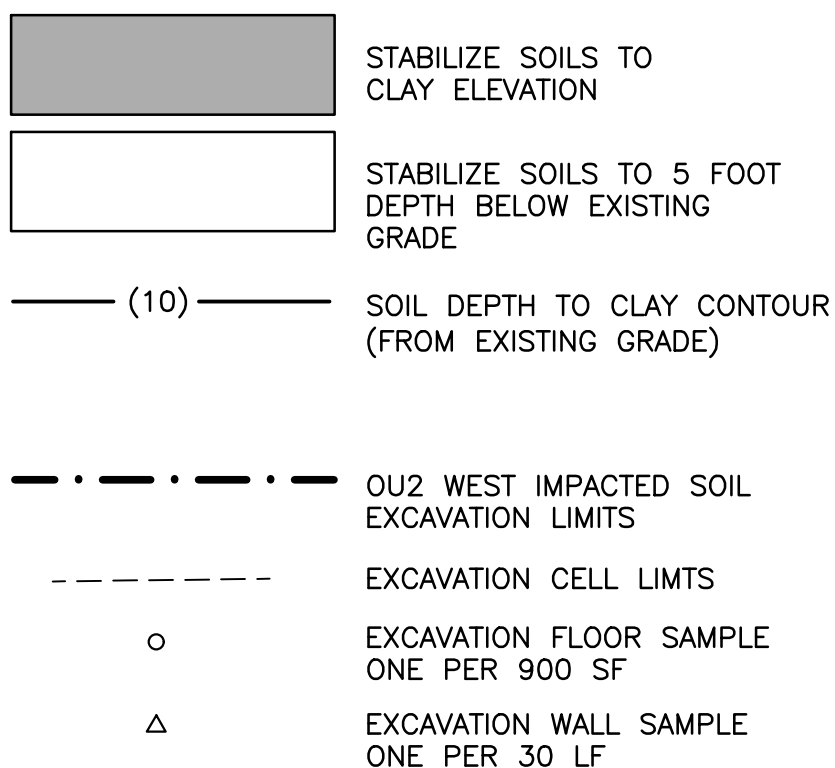 STABILIZE SOILS TO
CLAY ELEVATION
STABILIZE SOILS TO 5 FOOT
DEPTH BELOW EXISTING
GRADE
(10)
SOIL DEPTH TO CLAY CONTOUR
(FROM EXISTING GRADE)
OU2 WEST IMPACTED SOIL
EXCAVATION LIMITS
EXCAVATION CELL LIMTS
EXCAVATION FLOOR SAMPLE
ONE PER 900 SF
EXCAVATION WALL SAMPLE
ONE PER 30 LF